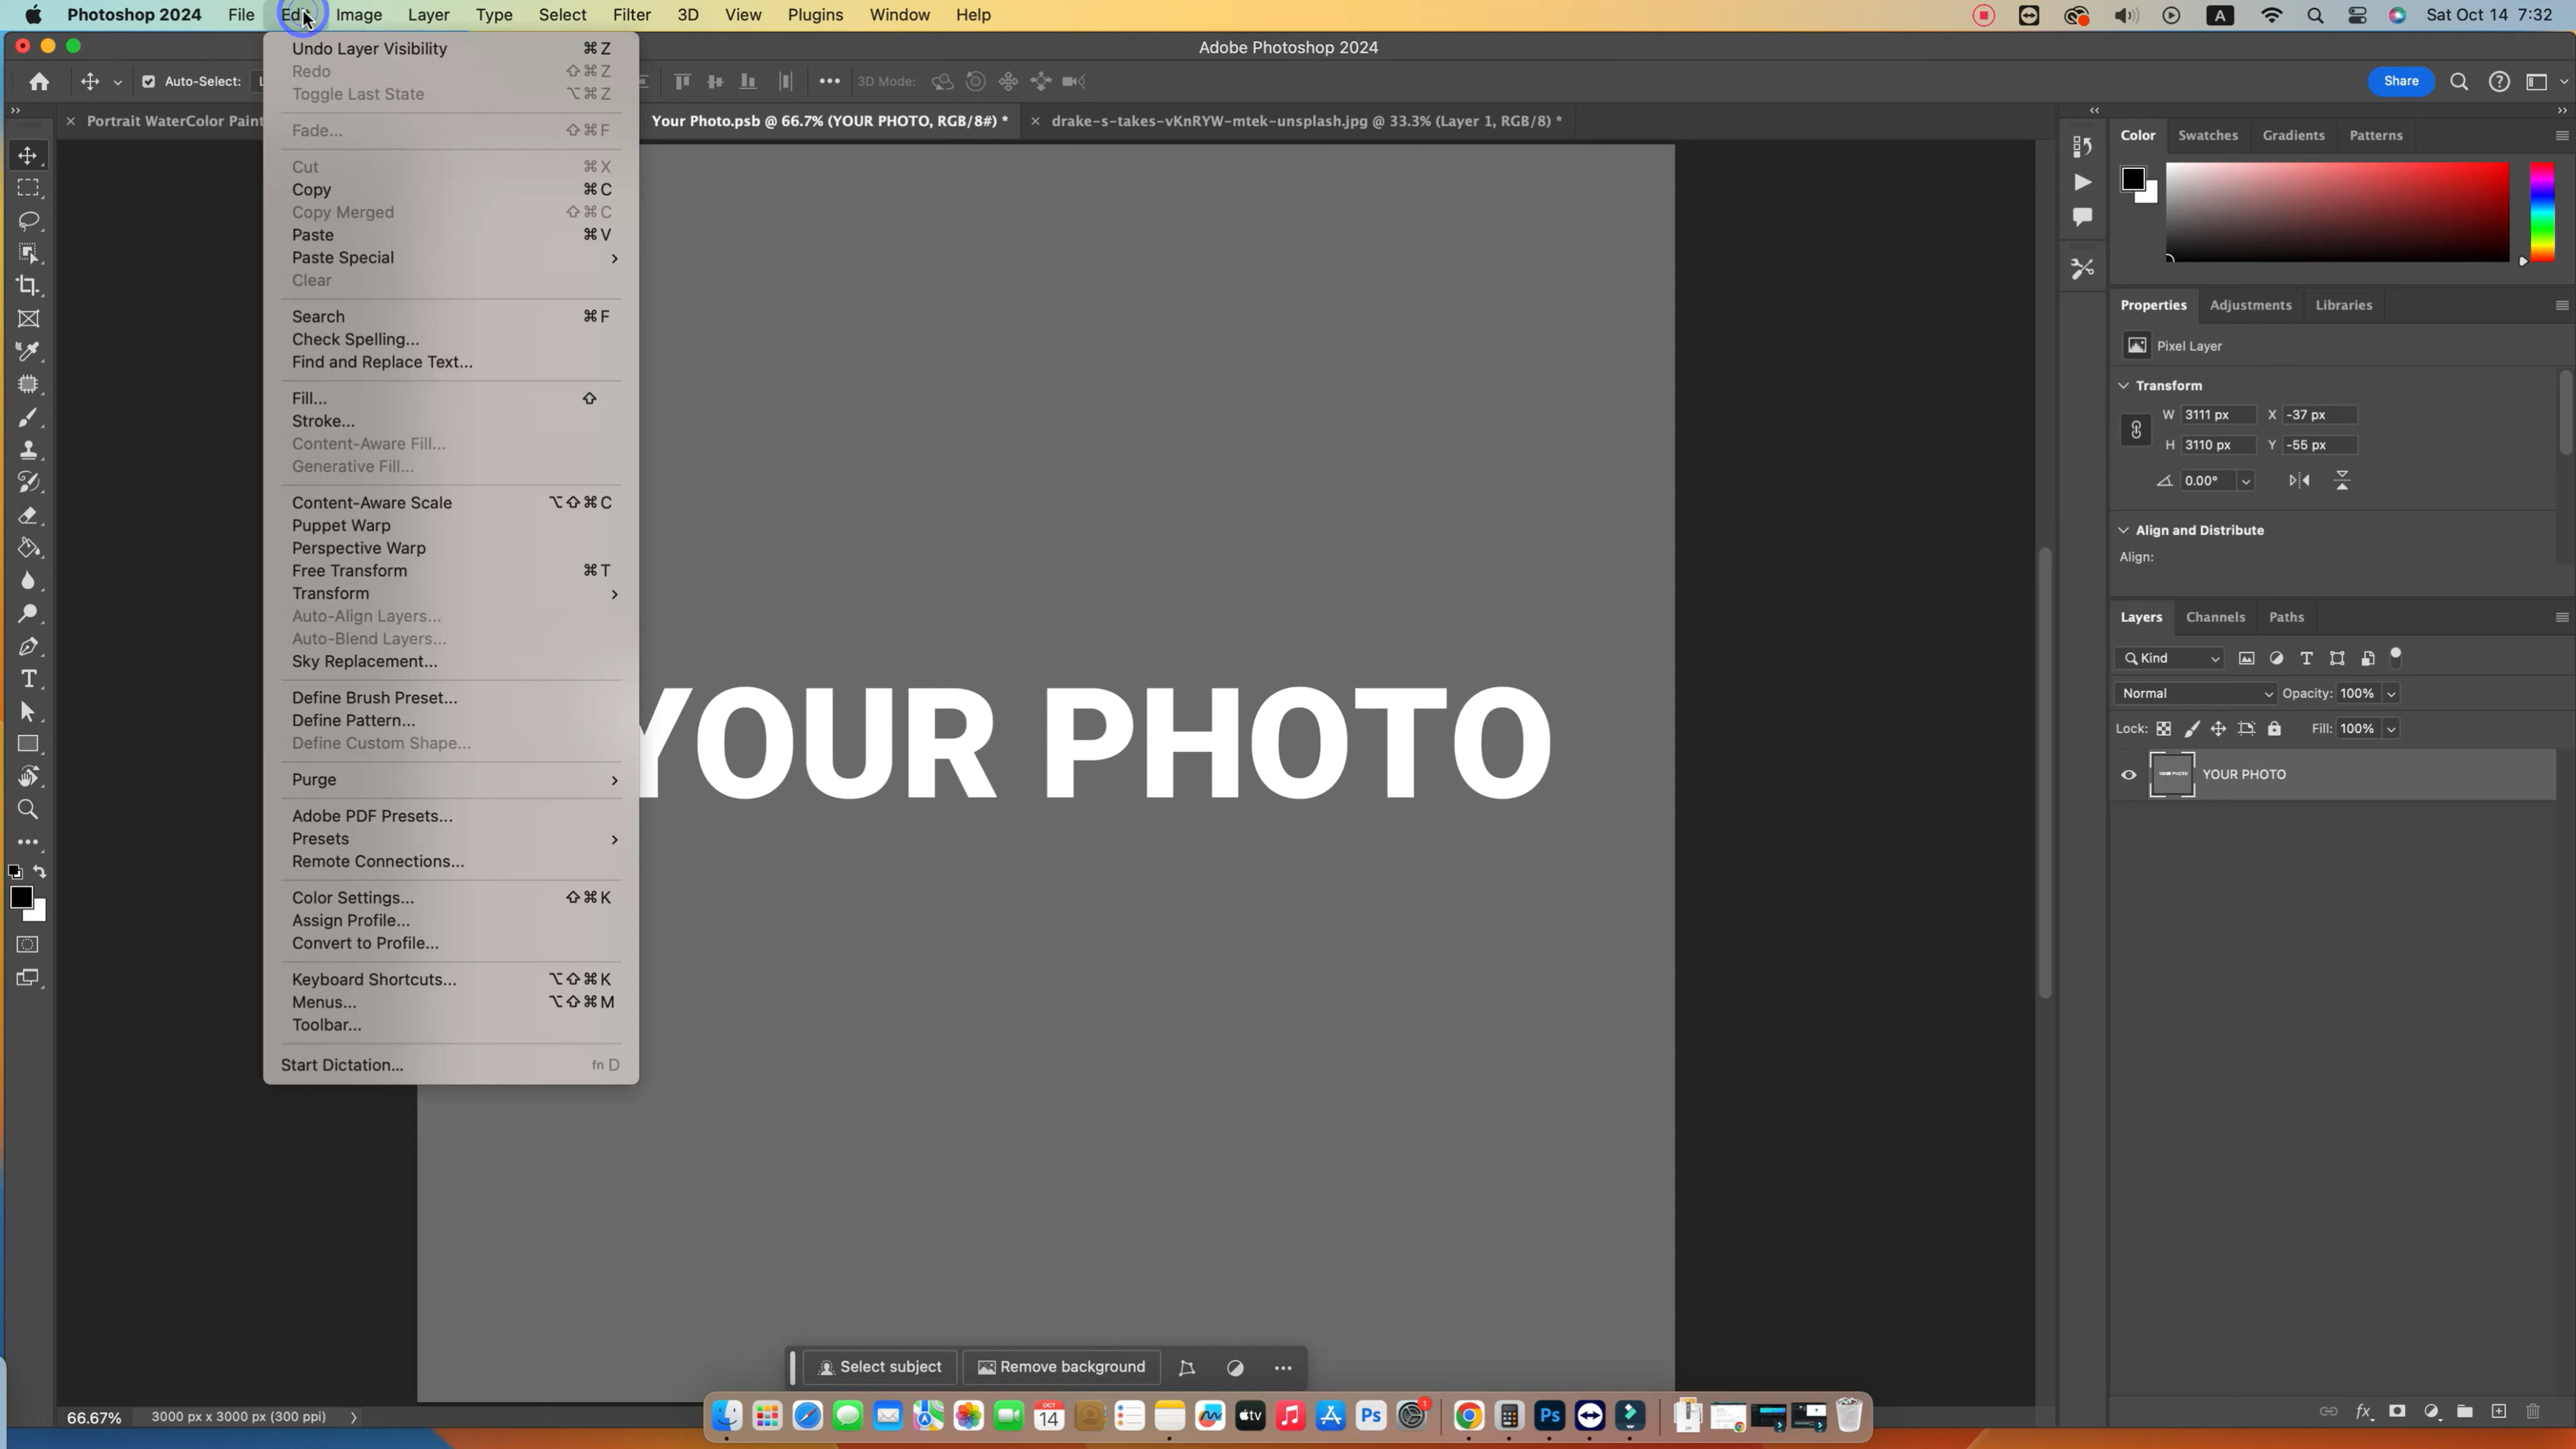 Photoshop 2024 File Edit Image Layer Type Select Filter 3D View Plugins Window Help A Sat Oct 14 7:32
Adobe Photoshop 2024
Auto-Select: 3D Mode: Share
Portrait WaterColor Paint Your Photo.psb @ 66.7% (YOUR PHOTO, RGB/8#) * drake-s-takes-vKnRYW-mtek-unsplash.jpg @ 33.3% (Layer 1, RGB/8) *
Undo Layer Visibility ⌘Z
Redo ⇧⌘Z
Toggle Last State ⌥⌘Z
Fade... ⇧⌘F
Cut ⌘X
Copy ⌘C
Copy Merged ⇧⌘C
Paste ⌘V
Paste Special >
Clear
Search ⌘F
Check Spelling...
Find and Replace Text...
Fill... ⇧
Stroke...
Content-Aware Fill...
Generative Fill...
Content-Aware Scale ⌥⇧⌘C
Puppet Warp
Perspective Warp
Free Transform ⌘T
Transform >
Auto-Align Layers...
Auto-Blend Layers...
Sky Replacement...
Define Brush Preset...
Define Pattern...
Define Custom Shape...
Purge >
Adobe PDF Presets...
Presets >
Remote Connections...
Color Settings... ⇧⌘K
Assign Profile...
Convert to Profile...
Keyboard Shortcuts... ⌥⇧⌘K
Menus... ⌥⇧⌘M
Toolbar...
Start Dictation... fn D
YOUR PHOTO
Select subject Remove background
66.67% 3000 px x 3000 px (300 ppi)
Color Swatches Gradients Patterns
Properties Adjustments Libraries
Pixel Layer
Transform
W 3111 px X -37 px
H 3110 px Y -55 px
0.00°
Align and Distribute
Align:
Layers Channels Paths
Kind
Normal Opacity: 100%
Lock: Fill: 100%
YOUR PHOTO YOUR PHOTO
fx
OCT
14
tv
Ps
1
Ps